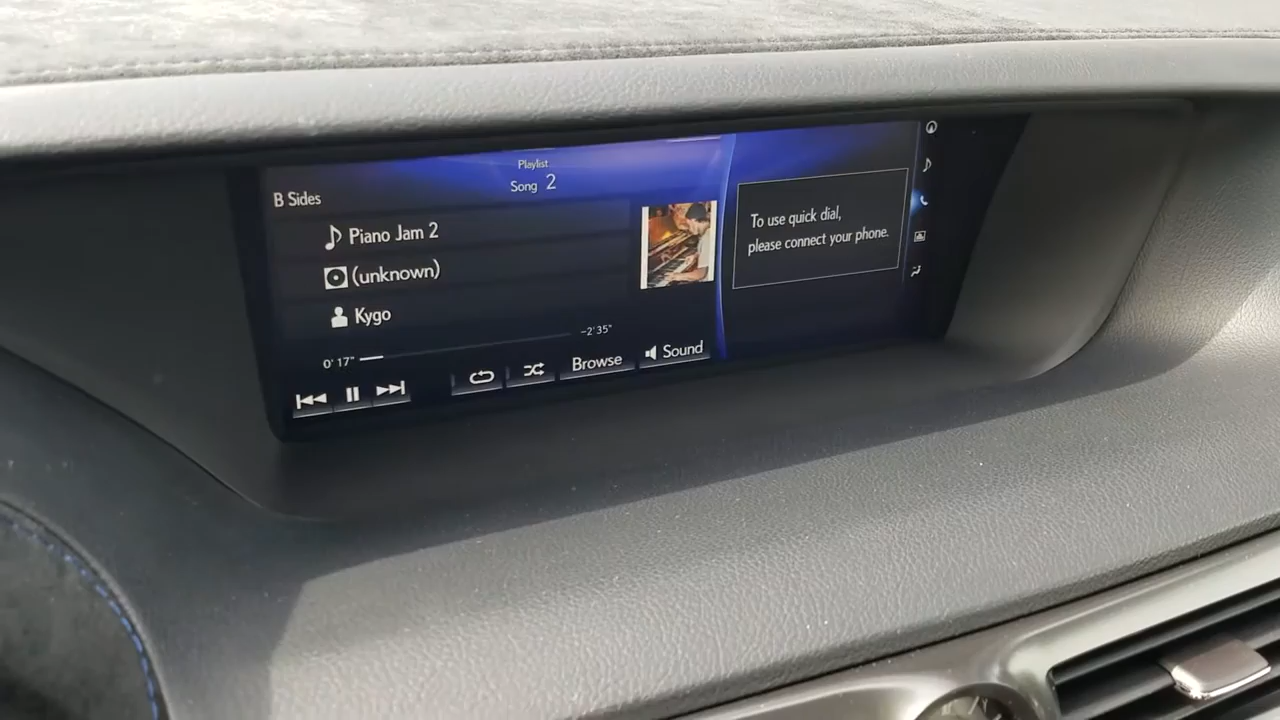 Playlist
Song 2
B Sides
Piano Jam 2
(unknown)
Kygo
0'17"
-2'35"
Browse
Sound
To use quick dial,
please connect your phone.